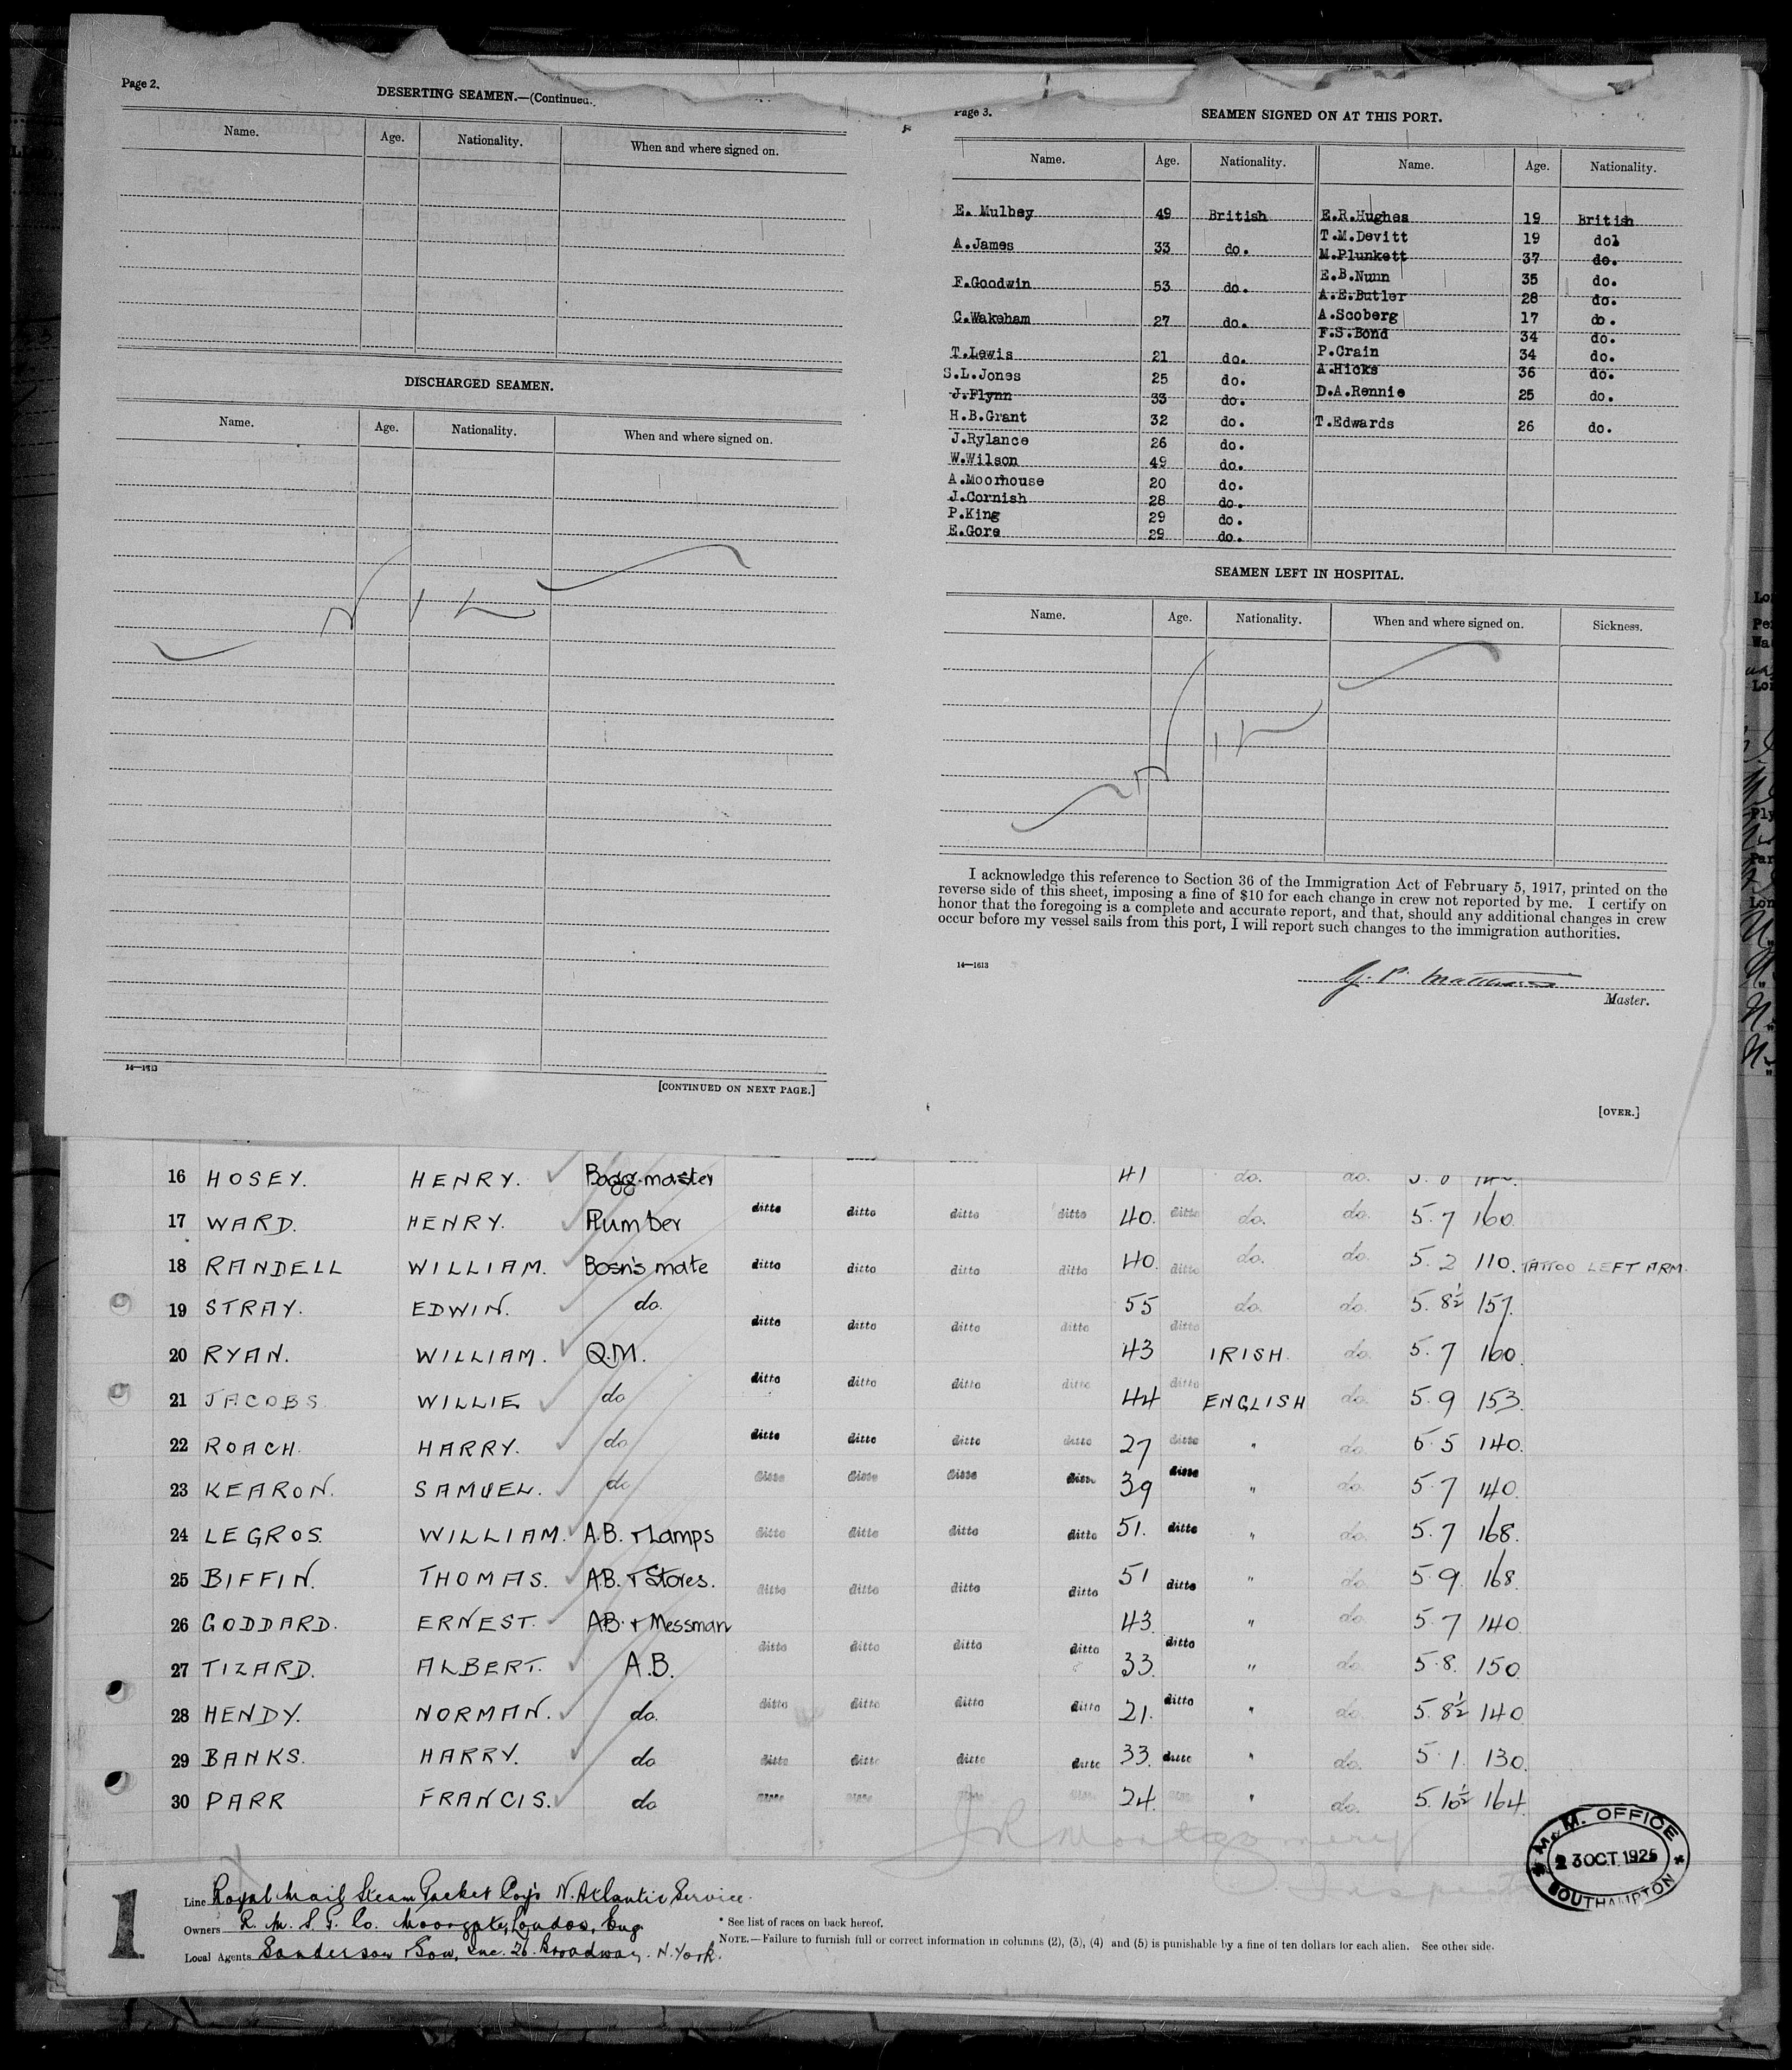 Page 2.
DESERTING SEAMEN.—(Continued.
Name. Age. Nationality. When and where signed on.
DISCHARGED SEAMEN.
Name. Age. Nationality. When and where signed on.
N I L
14—1613
[CONTINUED ON NEXT PAGE.]
Page 3.
SEAMEN SIGNED ON AT THIS PORT.
Name. Age. Nationality. Name. Age. Nationality.
E. Mulhey 49 British
A.James 33 do.
F.Goodwin 53 do.
C.Wakeham 27 do.
T.Lewis 21 do.
S.L.Jones 25 do.
J.Flynn 33 do.
H.B.Grant 32 do.
J.Rylance 26 do.
W.Wilson 49 do.
A.Moorhouse 20 do.
J.Cornish 28 do.
P.King 29 do.
E.Gore 29 do.
E.R.Hughes 19 British
T.M.Devitt 19 do
M.Plunkett 37 do.
E.B.Nunn 35 do.
A.E.Butler 28 do.
A.Scoberg 17 do.
F.S.Bond 34 do.
P.Crain 34 do.
A.Hicks 36 do.
D.A.Rennie 25 do.
T.Edwards 26 do.
SEAMEN LEFT IN HOSPITAL.
Name. Age. Nationality. When and where signed on. Sickness.
N I L
I acknowledge this reference to Section 36 of the Immigration Act of February 5, 1917, printed on the
reverse side of this sheet, imposing a fine of $10 for each change in crew not reported by me. I certify on
honor that the foregoing is a complete and accurate report, and that, should any additional changes in crew
occur before my vessel sails from this port, I will report such changes to the immigration authorities.
14—1613
G. P. Matthews
Master.
[OVER.]
16 HOSEY. HENRY. Bagg. master 41 do. do.
17 WARD. HENRY. Plumber ditto ditto ditto ditto 40. ditto do. do. 5.7 160.
18 RANDELL WILLIAM. Bosn's mate ditto ditto ditto ditto 40. ditto do. do. 5.2 110. TATTOO LEFT ARM.
19 STRAY. EDWIN. do. ditto ditto ditto ditto 55 ditto do. do. 5.8½ 157.
20 RYAN. WILLIAM. Q.M. ditto ditto ditto ditto 43 ditto IRISH. do. 5.7 160.
21 JACOBS WILLIE do 44 ENGLISH do. 5.9 153.
22 ROACH. HARRY. do ditto ditto ditto ditto 27 ditto " do. 5.5 140.
23 KEARON. SAMUEL. do ditto ditto ditto ditto 39 ditto " do. 5.7 140.
24 LEGROS. WILLIAM. A.B. + Lamps ditto ditto ditto ditto 51. ditto " do. 5.7 168.
25 BIFFIN. THOMAS. A.B. + Stores. ditto ditto ditto ditto 51 ditto " do. 5.9. 168.
26 GODDARD. ERNEST. AB. + Messman 43. " do. 5.7 140.
27 TIZARD. ALBERT. A.B. ditto ditto ditto ditto 33. ditto " do. 5.8. 150.
28 HENDY. NORMAN. do. ditto ditto ditto ditto 21. ditto " do. 5.8½ 140
29 BANKS. HARRY. do ditto ditto ditto ditto 33. ditto " do. 5.1. 130.
30 PARR FRANCIS. do ditto ditto ditto ditto 24. ditto " do. 5.10½ 164.
J R Montgomery
M.M. OFFICE
23 OCT 1925
SOUTHAMPTON
1
Line Royal Mail Steam Packet Coy's N. Atlantic Service.
Owners R. M. S. P. Co. Moorgate, London, Eng.
Local Agents Sanderson & Son, Inc. 26 Broadway. N. York.
* See list of races on back hereof.
NOTE.—Failure to furnish full or correct information in columns (2), (3), (4) and (5) is punishable by a fine of ten dollars for each alien. See other side.